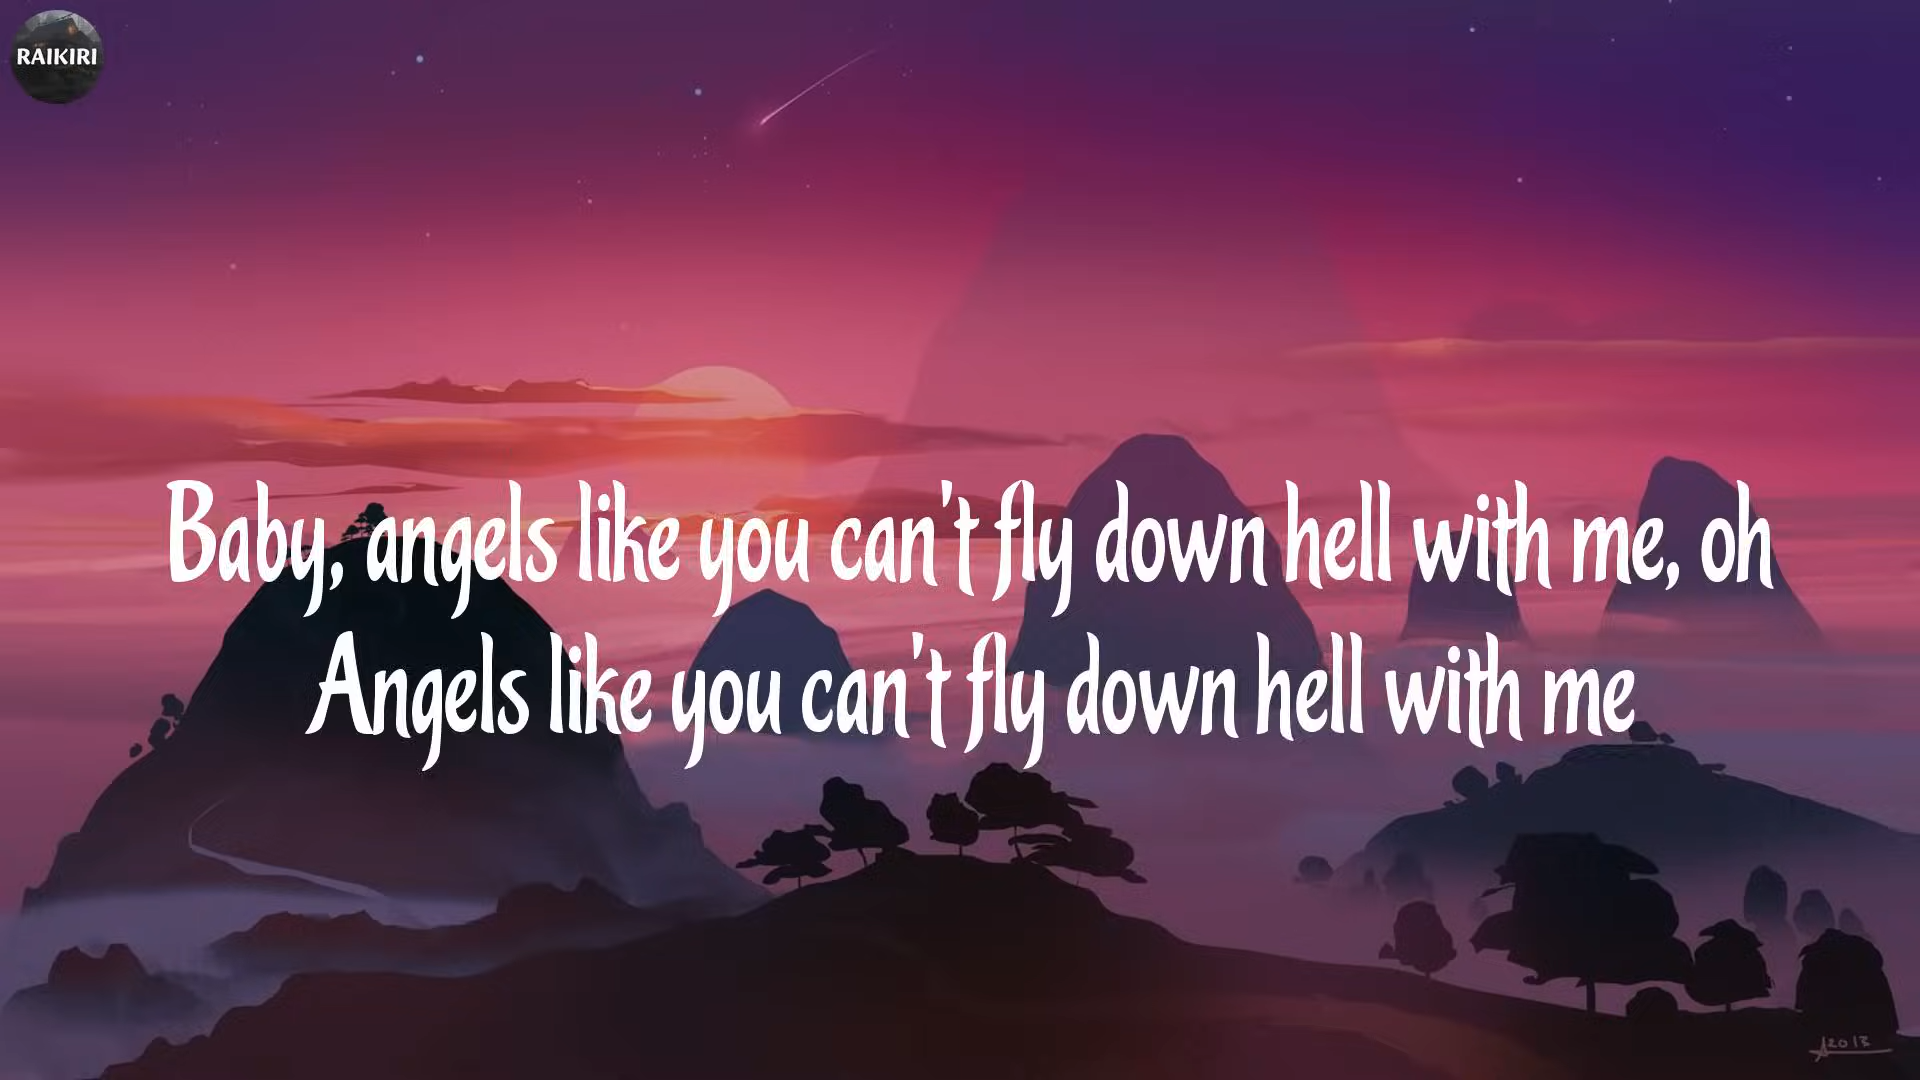 RAIKIRI
Baby, angels like you can't fly down hell with me, oh
Angels like you can't fly down hell with me
2013